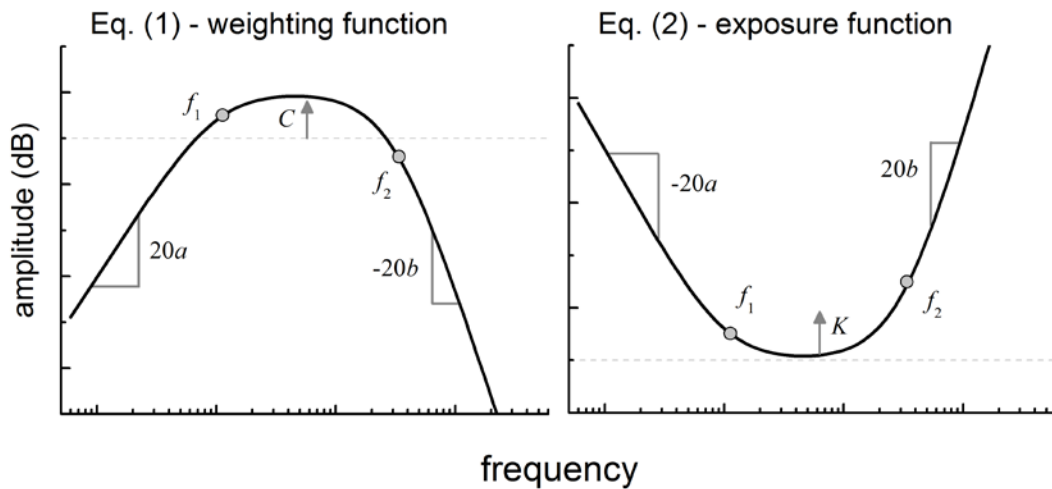 Eq. (1) - weighting function
Eq. (2) - exposure function
amplitude (dB)
f₁
C
f₂
20a
-20b
-20a
20b
f₁
K
f₂
frequency